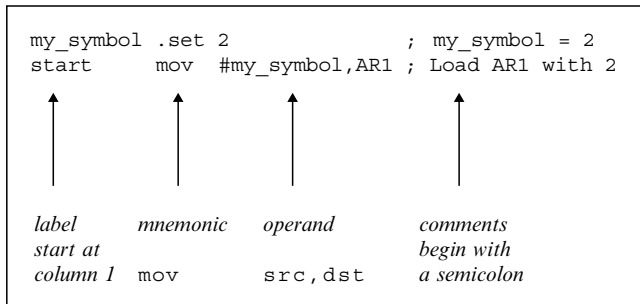 my_symbol .set 2 ; my_symbol = 2
start mov #my_symbol,AR1 ; Load AR1 with 2
label mnemonic operand comments
start at begin with
column 1 mov src,dst a semicolon